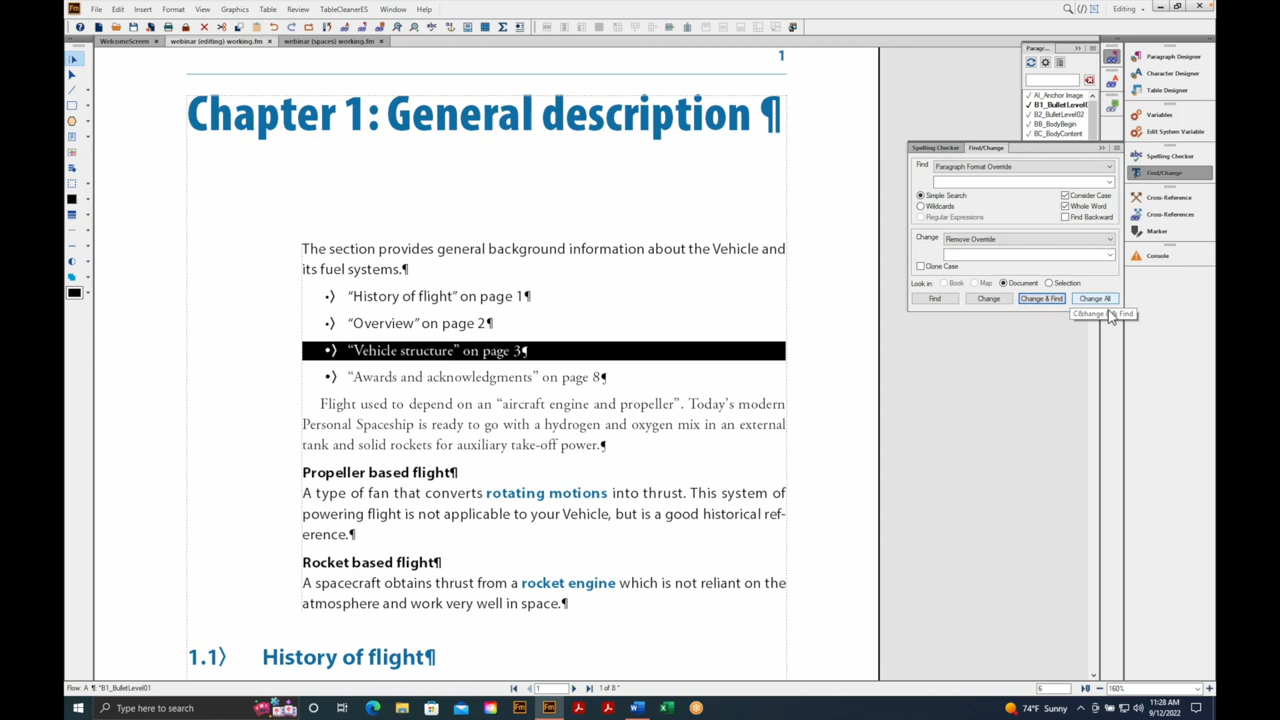 Fm File Edit Insert Format View Graphics Table Review TableCleanerES Window Help
Editing
WelcomeScreen × webinar (editing) working.fm × webinar (spaces) working.fm ×
1
Chapter 1: General description ¶
The section provides general background information about the Vehicle and
its fuel systems.¶
•⟩ “History of flight” on page 1¶
•⟩ “Overview” on page 2¶
•⟩ “Vehicle structure” on page 3¶
•⟩ “Awards and acknowledgments” on page 8¶
Flight used to depend on an “aircraft engine and propeller”. Today’s modern
Personal Spaceship is ready to go with a hydrogen and oxygen mix in an external
tank and solid rockets for auxiliary take-off power.¶
Propeller based flight¶
A type of fan that converts rotating motions into thrust. This system of
powering flight is not applicable to your Vehicle, but is a good historical ref-
erence.¶
Rocket based flight¶
A spacecraft obtains thrust from a rocket engine which is not reliant on the
atmosphere and work very well in space.¶
1.1⟩ History of flight¶
Paragr...
AI_Anchor Image
B1_BulletLevel0
B2_BulletLevel02
BB_BodyBegin
BC_BodyContent
Spelling Checker Find/Change
Find Paragraph Format Override
Simple Search Consider Case
Wildcards Whole Word
Regular Expressions Find Backward
Change Remove Override
Clone Case
Look in: Book Map Document Selection
Find Change Change & Find Change All
Paragraph Designer
Character Designer
Table Designer
Variables
Edit System Variable
Spelling Checker
Find/Change
Cross-Reference
Cross-References
Marker
Console
Flow: A ¶: *B1_BulletLevel01 1 1 of 8 * 6 160%
Type here to search
74°F Sunny
11:28 AM
9/12/2022